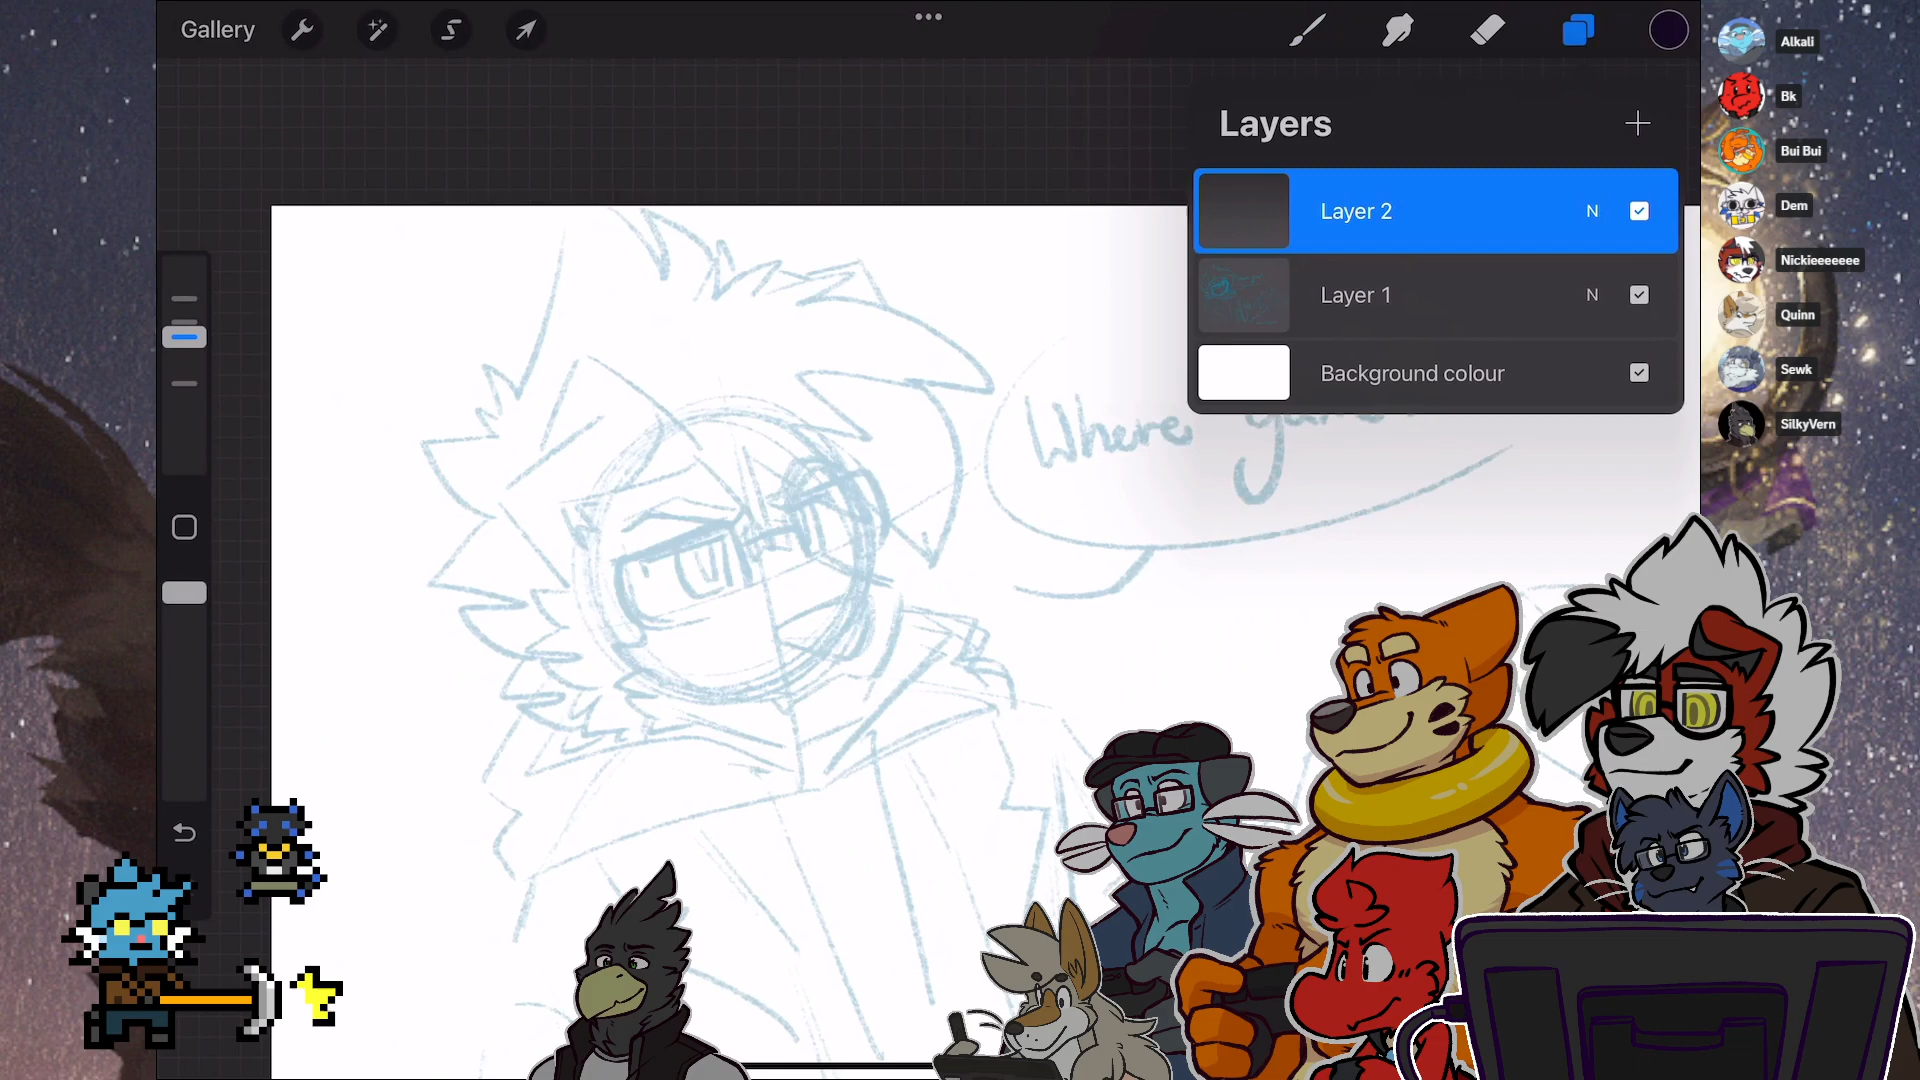 Gallery
Layers
Layer 2 N
Layer 1 N
Background colour
Where
Alkali
Bk
Bui Bui
Dem
Nickieeeeeee
Quinn
Sewk
SilkyVern